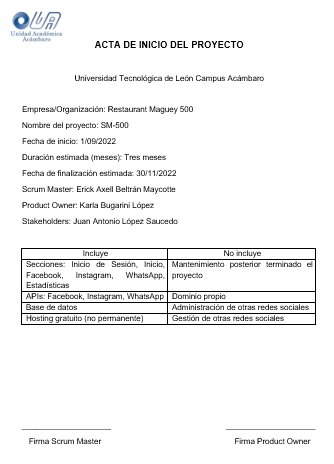 Unidad Académica
Acámbaro
ACTA DE INICIO DEL PROYECTO
Universidad Tecnológica de León Campus Acámbaro
Empresa/Organización: Restaurant Maguey 500
Nombre del proyecto: SM-500
Fecha de inicio: 1/09/2022
Duración estimada (meses): Tres meses
Fecha de finalización estimada: 30/11/2022
Scrum Master: Erick Axell Beltrán Maycotte
Product Owner: Karla Bugarini López
Stakeholders: Juan Antonio López Saucedo
Incluye
No incluye
Secciones: Inicio de Sesión, Inicio,
Facebook, Instagram, WhatsApp,
Estadísticas
Mantenimiento posterior terminado el
proyecto
APIs: Facebook, Instagram, WhatsApp
Dominio propio
Base de datos
Administración de otras redes sociales
Hosting gratuito (no permanente)
Gestión de otras redes sociales
Firma Scrum Master
Firma Product Owner